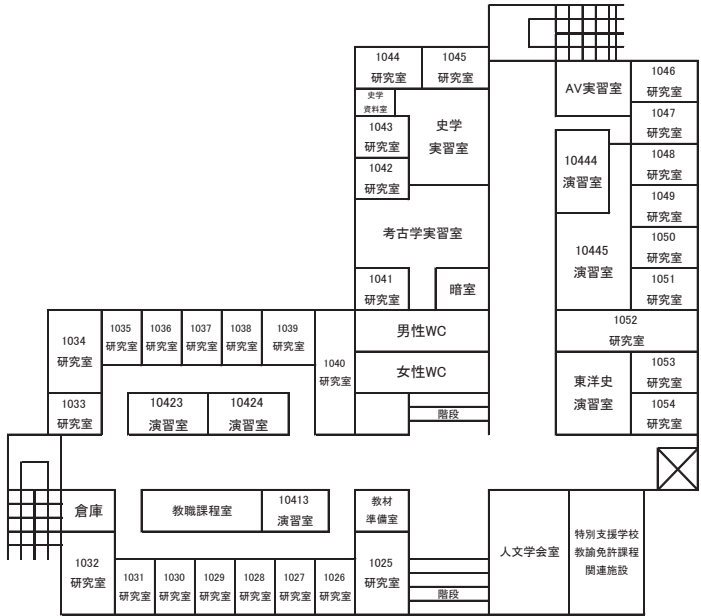 1044
研究室
1045
研究室
史学
資料室
1043
研究室
史学
実習室
1042
研究室
考古学実習室
1041
研究室
暗室
男性WC
女性WC
階段
AV実習室
1046
研究室
1047
研究室
10444
演習室
1048
研究室
1049
研究室
10445
演習室
1050
研究室
1051
研究室
1052
研究室
東洋史
演習室
1053
研究室
1054
研究室
1034
研究室
1035
研究室
1036
研究室
1037
研究室
1038
研究室
1039
研究室
1040
研究室
1033
研究室
10423
演習室
10424
演習室
倉庫
教職課程室
10413
演習室
教材
準備室
1032
研究室
1031
研究室
1030
研究室
1029
研究室
1028
研究室
1027
研究室
1026
研究室
1025
研究室
階段
人文学会室
特別支援学校
教諭免許課程
関連施設